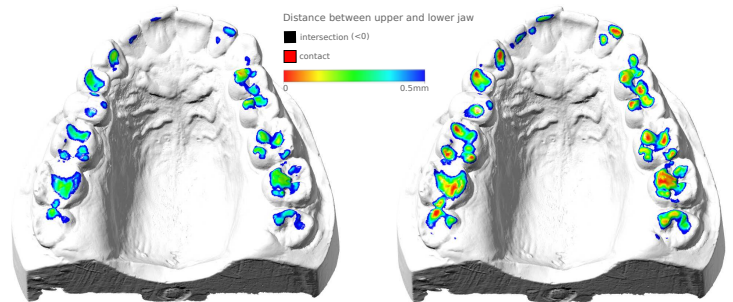 Distance between upper and lower jaw
intersection (<0)
contact
0 0.5mm